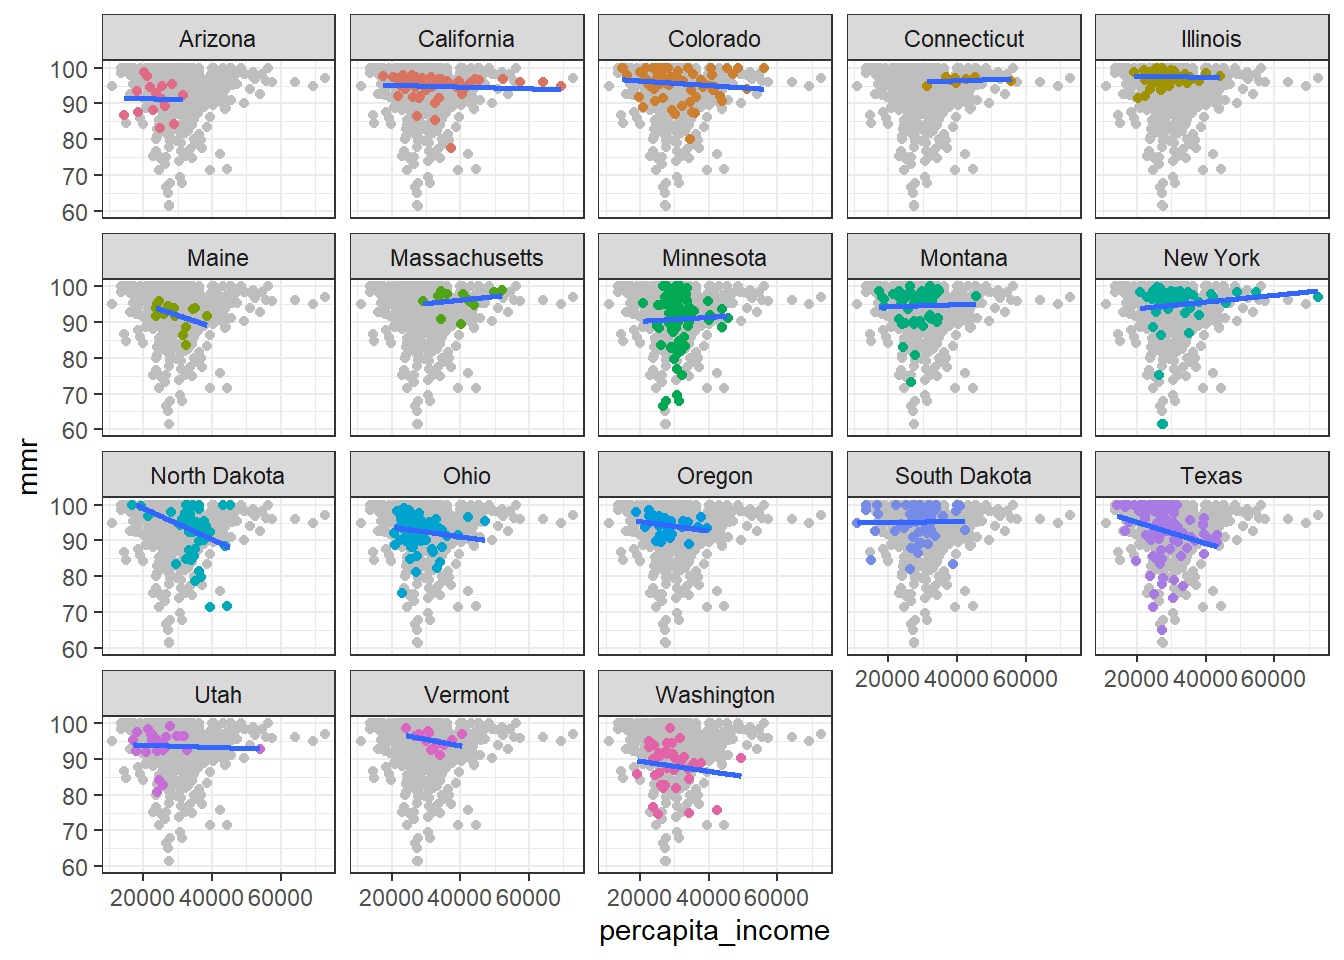 Arizona California Colorado Connecticut Illinois
100
90
80
70
60
Maine Massachusetts Minnesota Montana New York
100
90
80
70
60
mmr
North Dakota Ohio Oregon South Dakota Texas
100
90
80
70
60
20000 40000 60000 20000 40000 60000
Utah Vermont Washington
100
90
80
70
60
20000 40000 60000 20000 40000 60000 20000 40000 60000
percapita_income